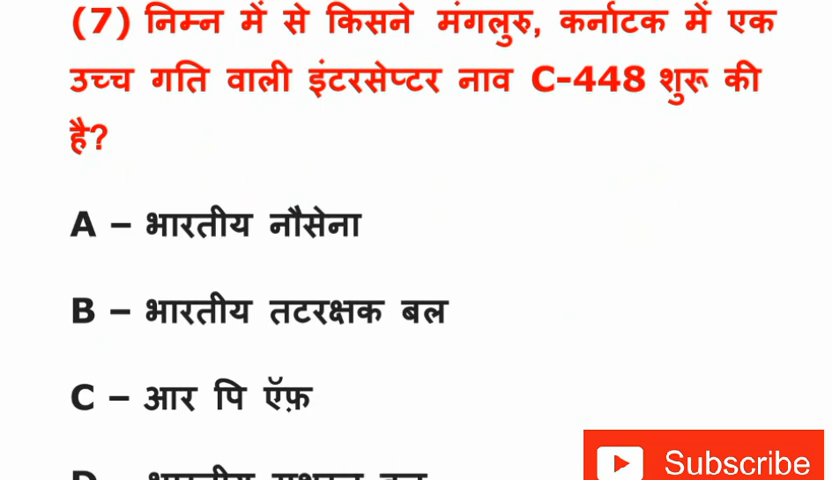 (7) निम्न में से किसने मंगलुरु, कर्नाटक में एक
उच्च गति वाली इंटरसेप्टर नाव C-448 शुरू की
है?
A – भारतीय नौसेना
B – भारतीय तटरक्षक बल
C – आर पि ऍफ़
D – भारतीय
Subscribe